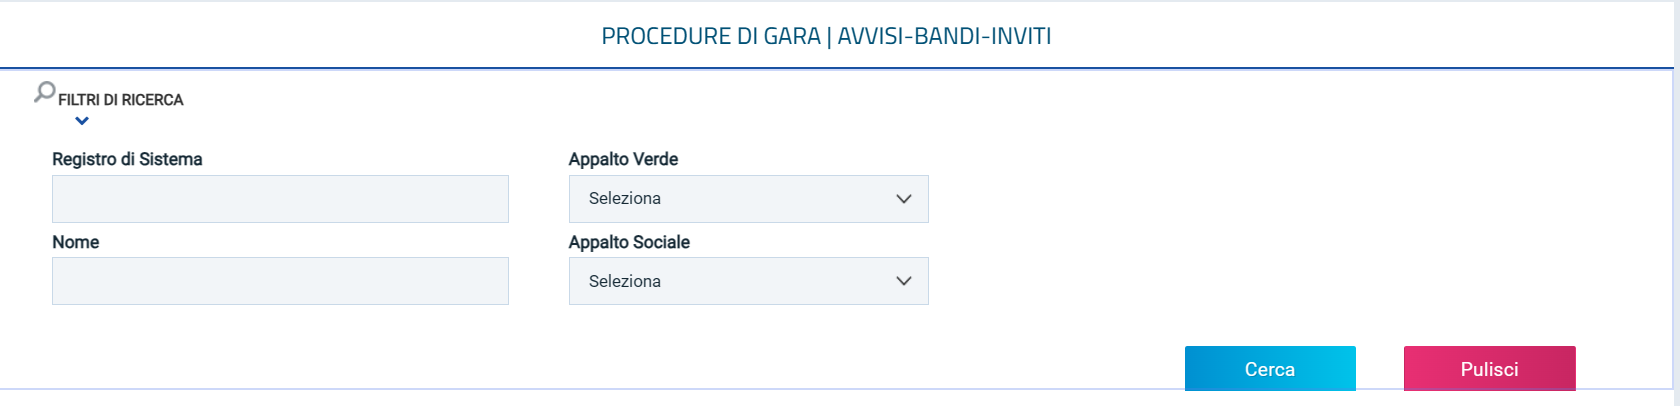 PROCEDURE DI GARA | AVVISI-BANDI-INVITI
FILTRI DI RICERCA
Registro di Sistema
Appalto Verde
Seleziona
Nome
Appalto Sociale
Seleziona
Cerca
Pulisci